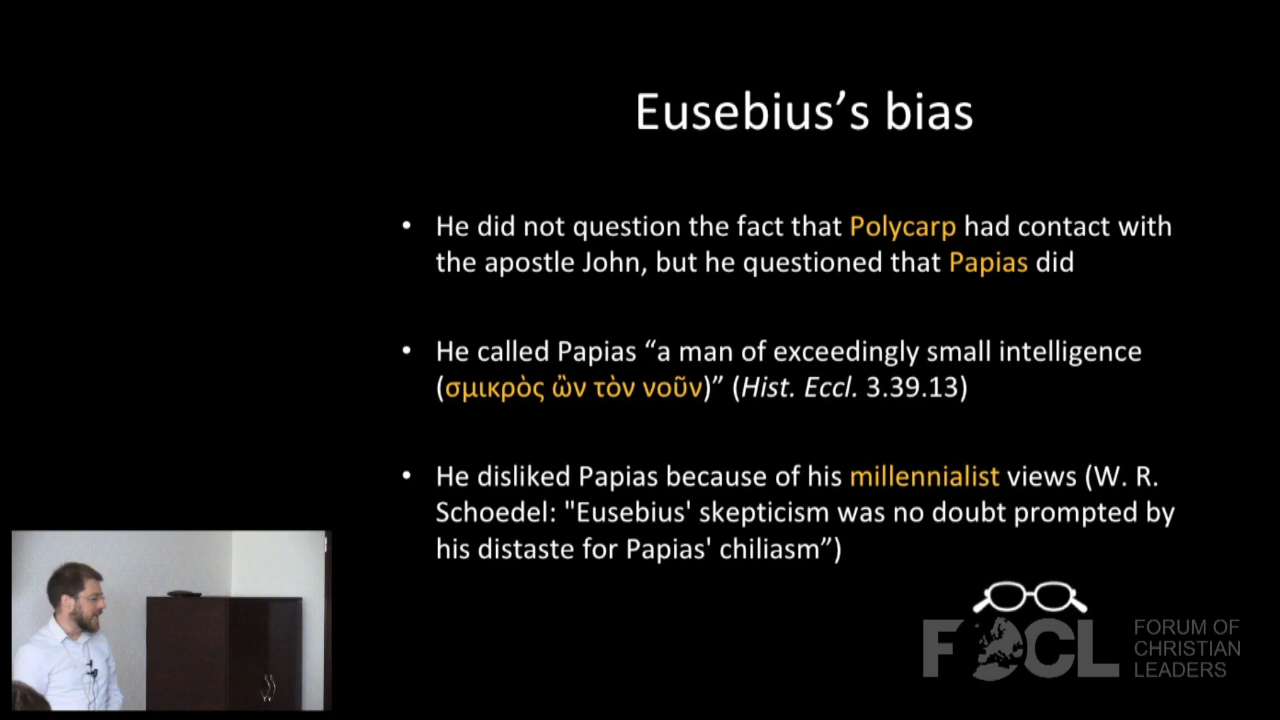 Eusebius’s bias
• He did not question the fact that Polycarp had contact with
the apostle John, but he questioned that Papias did
• He called Papias “a man of exceedingly small intelligence
(σμικρὸς ὢν τὸν νοῦν)” (Hist. Eccl. 3.39.13)
• He disliked Papias because of his millennialist views (W. R.
Schoedel: "Eusebius' skepticism was no doubt prompted by
his distaste for Papias' chiliasm”)
FOCL
FORUM OF
CHRISTIAN
LEADERS